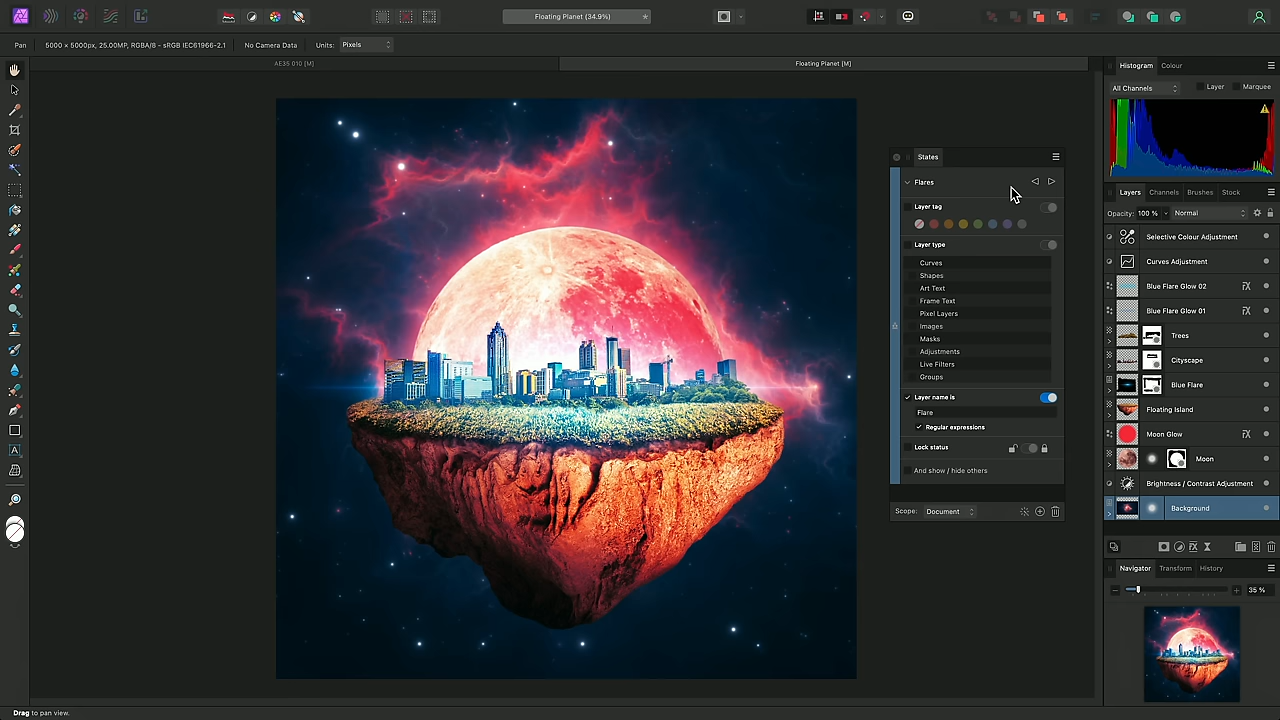 Floating Planet (34.9%)
Pan
5000 × 5000px, 25.00MP, RGBA/8 - sRGB IEC61966-2.1
No Camera Data
Units:
Pixels
AE35 010 [M]
Floating Planet [M]
Histogram
Colour
All Channels
Layer
Marquee
States
Flares
Layer tag
Layer type
Curves
Shapes
Art Text
Frame Text
Pixel Layers
Images
Masks
Adjustments
Live Filters
Groups
Layer name is
Flare
Regular expressions
Lock status
And show / hide others
Scope:
Document
Layers
Channels
Brushes
Stock
Opacity:
100 %
Normal
Selective Colour Adjustment
Curves Adjustment
Blue Flare Glow 02
FX
Blue Flare Glow 01
FX
Trees
Cityscape
Blue Flare
Floating Island
Moon Glow
FX
Moon
Brightness / Contrast Adjustment
Background
Navigator
Transform
History
35 %
Drag to pan view.